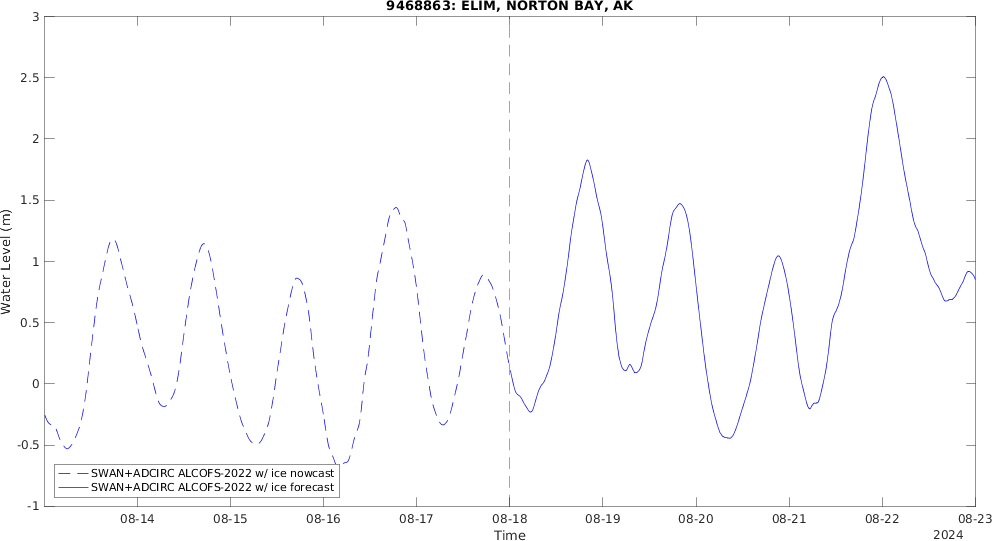 9468863: ELIM, NORTON BAY, AK
3
2.5
2
1.5
1
0.5
0
-0.5
-1
Water Level (m)
SWAN+ADCIRC ALCOFS-2022 w/ ice nowcast
SWAN+ADCIRC ALCOFS-2022 w/ ice forecast
08-14 08-15 08-16 08-17 08-18 08-19 08-20 08-21 08-22 08-23
Time
2024